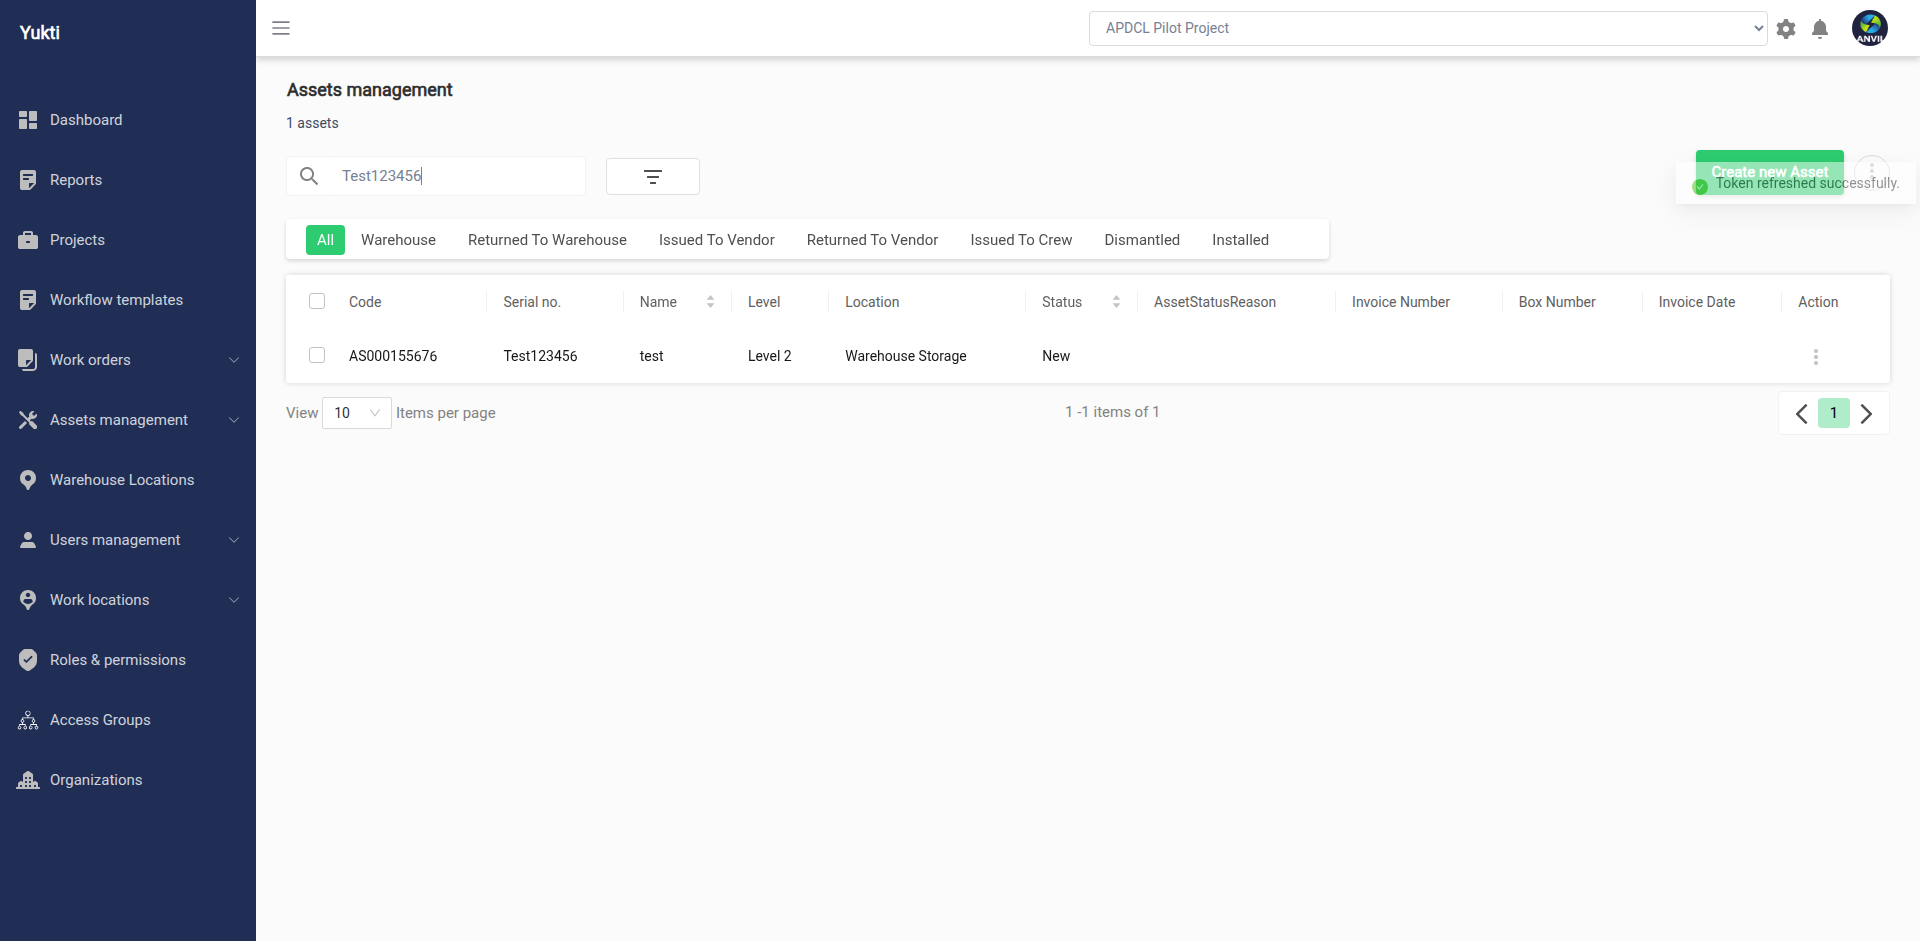 Yukti
APDCL Pilot Project
ANVIL
Dashboard
Reports
Projects
Workflow templates
Work orders
Assets management
Warehouse Locations
Users management
Work locations
Roles & permissions
Access Groups
Organizations
Assets management
1 assets
Test123456
Create new Asset
Token refreshed successfully.
All Warehouse Returned To Warehouse Issued To Vendor Returned To Vendor Issued To Crew Dismantled Installed
Code Serial no. Name Level Location Status AssetStatusReason Invoice Number Box Number Invoice Date Action
AS000155676 Test123456 test Level 2 Warehouse Storage New
View 10 Items per page 1 -1 items of 1 1